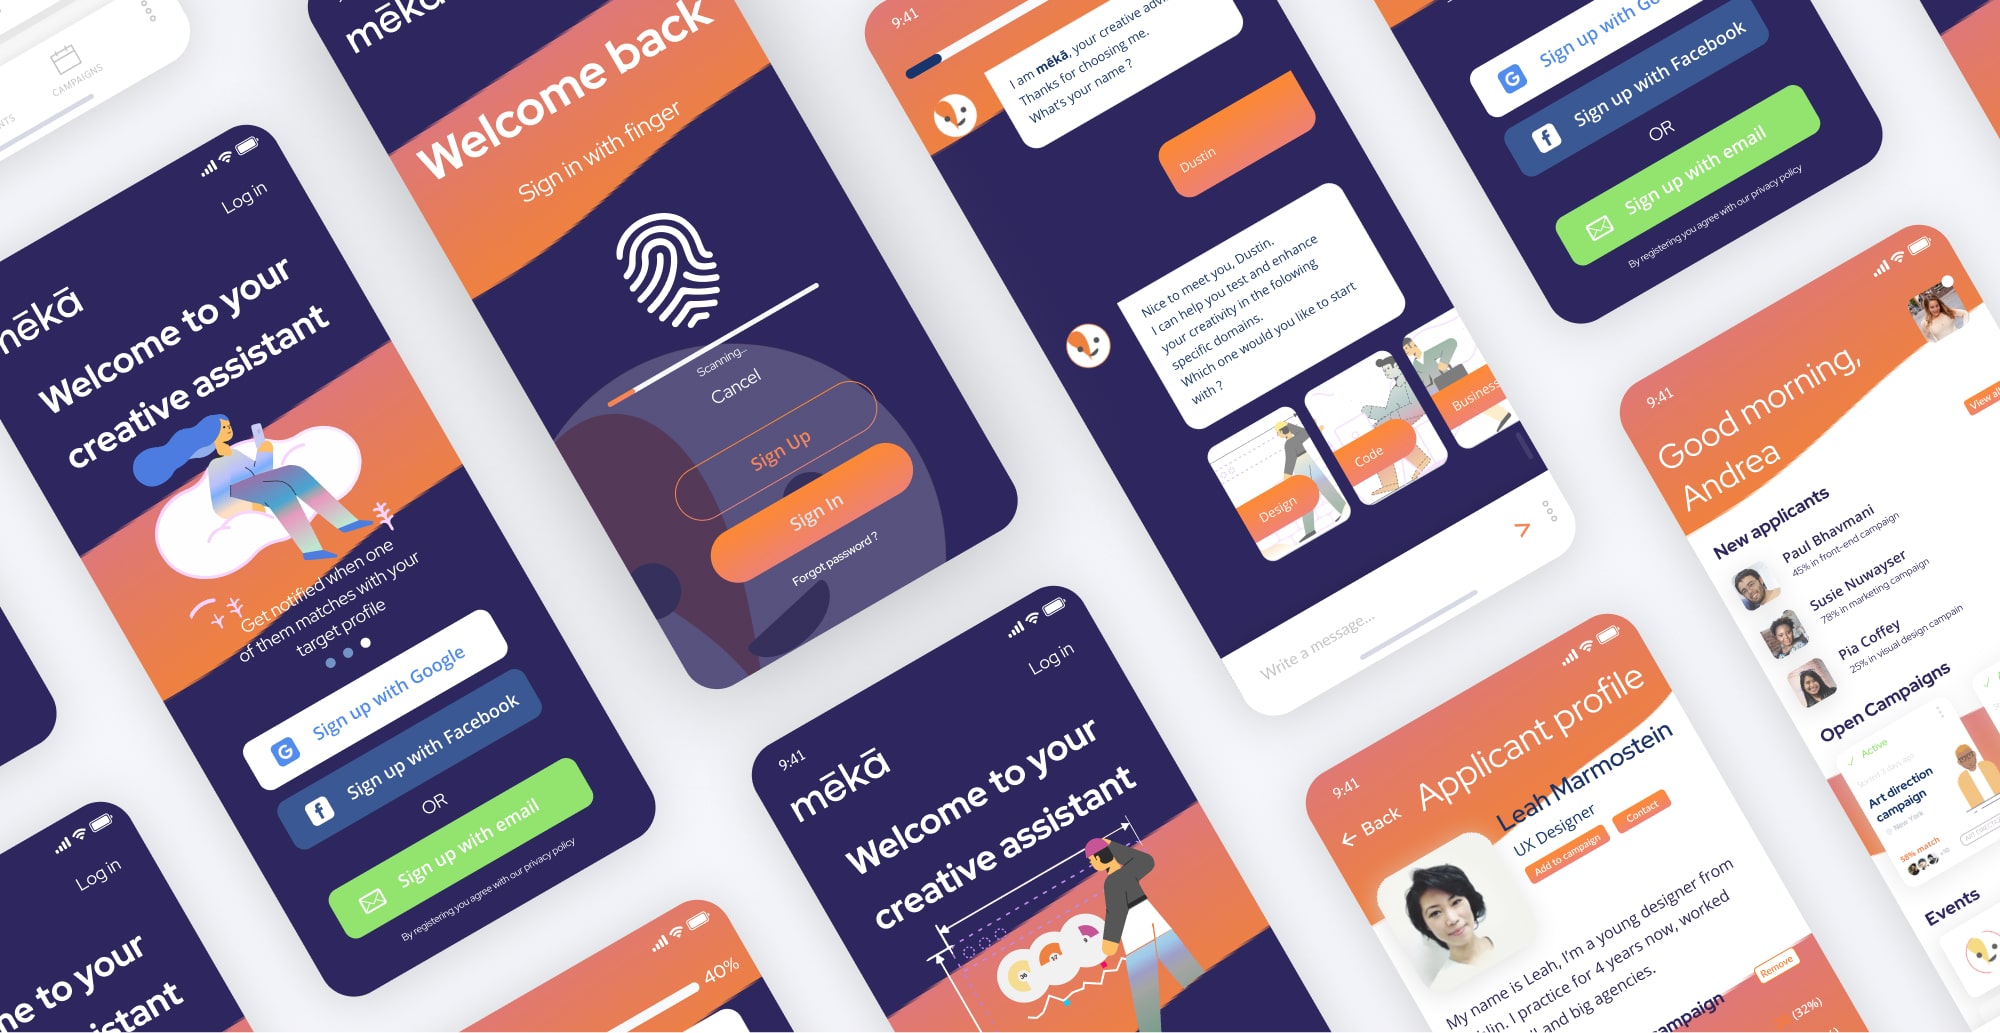 CAMPAIGNS
NTS
mēkā
Welcome back
Sign in with finger
Scanning...
Cancel
Sign Up
Sign In
Forgot password ?
Log in
mēkā
Welcome to your
creative assistant
Get notified when one
of them matches with your
target profile
Sign up with Google
Sign up with Facebook
OR
Sign up with email
By registering you agree with our privacy policy
9:41
I am mēkā, your creative
Thanks for choosing me.
What's your name ?
Dustin
Nice to meet you, Dustin.
I can help you test and enhance
your creativity in the folowing
specific domains.
Which one would you like to start
with ?
Design
Code
Business
Write a message...
Sign up with
Sign up with Facebook
OR
Sign up with email
By registering you agree with our privacy policy
9:41
Good morning,
Andrea
View all
New applicants
Paul Bhavmani
45% in front-end campaign
Susie Nuwayser
78% in marketing campaign
Pia Coffey
25% in visual design campain
Open Campaigns
Active
Art direction
campaign
New York
58% match
+10
Events
Log in
me to your
assistant
40%
9:41
Log in
mēkā
Welcome to your
creative assistant
36
9:41
Back
Applicant profile
Leah Marmostein
UX Designer
Add to campaign
Contact
My name is Leah, I'm a young designer from
klin. I practice for 4 years now, worked
ll and big agencies.
Remove
ampaign
(32%)